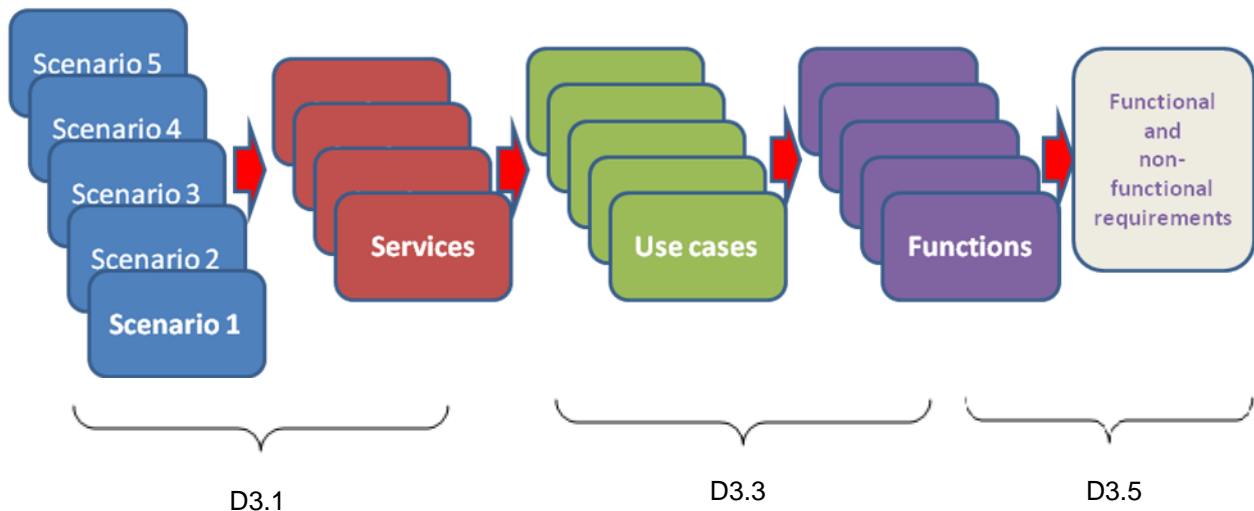 Scenario 5
Scenario 4
Scenario 3
Scenario 2
Scenario 1
Services
Use cases
Functions
Functional
and
non-
functional
requirements
D3.1
D3.3
D3.5